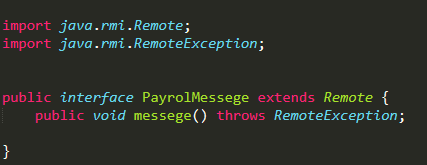 import java.rmi.Remote;
import java.rmi.RemoteException;
public interface PayrolMessege extends Remote {
public void messege() throws RemoteException;
}